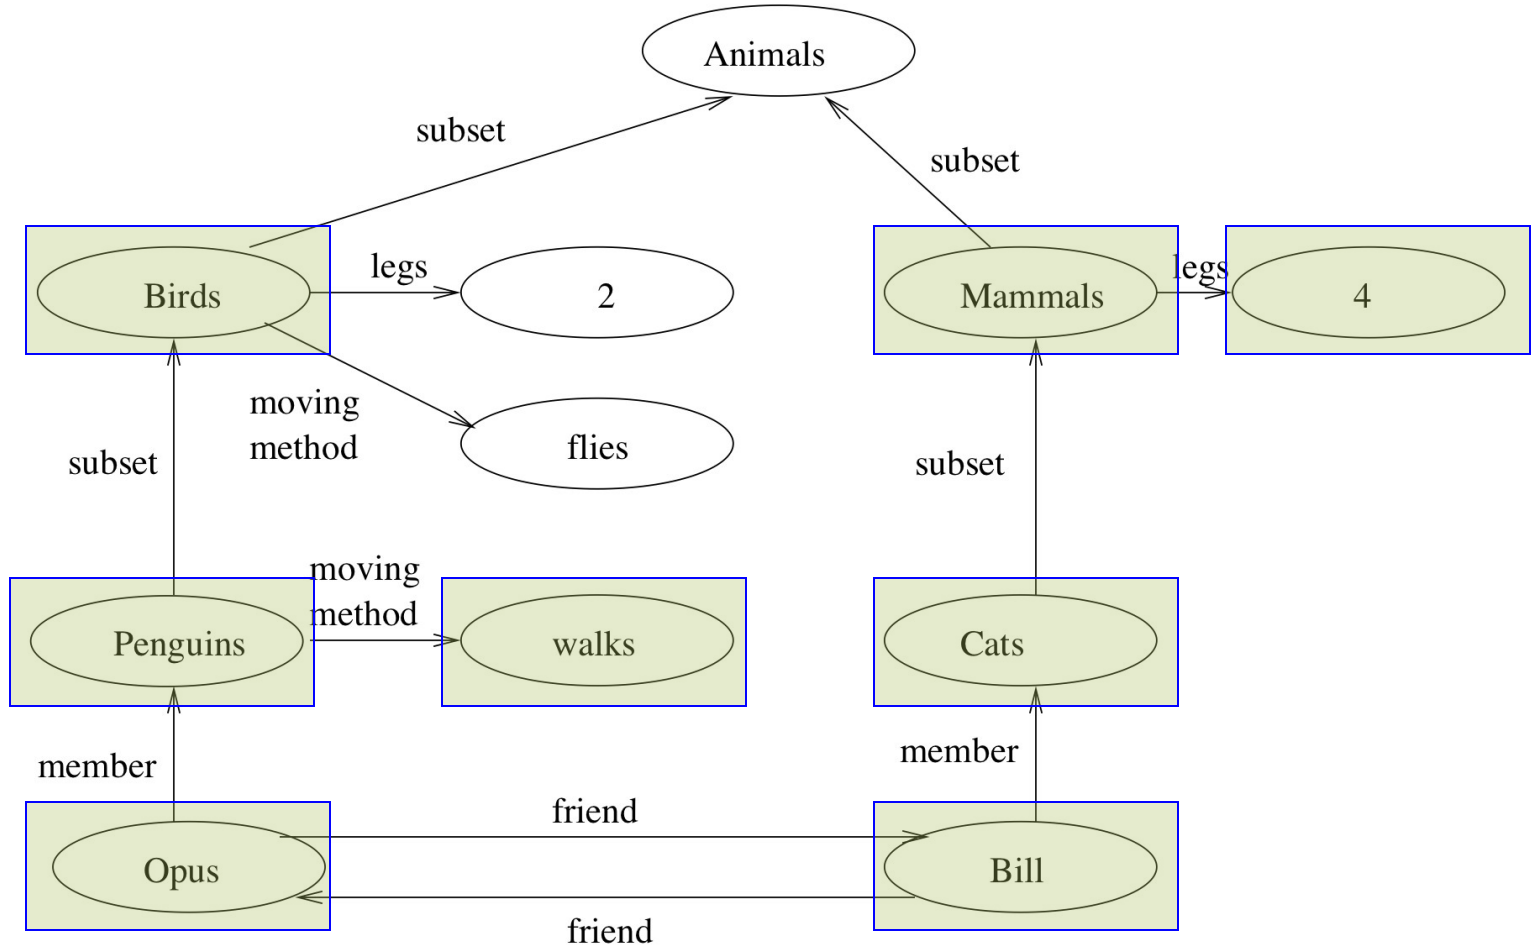 Animals
subset
subset
legs
legs
Birds
2
Mammals
4
moving
method
flies
subset
subset
moving
method
Penguins
walks
Cats
member
member
friend
Opus
Bill
friend